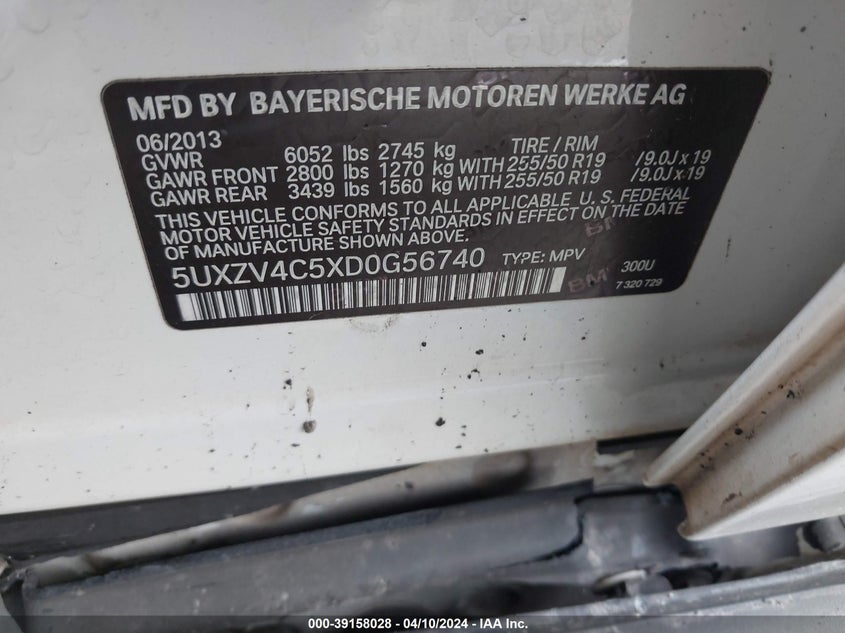 MFD BY BAYERISCHE MOTOREN WERKE AG
06/2013 TIRE / RIM
GVWR 6052 lbs 2745 kg
GAWR FRONT 2800 lbs 1270 kg WITH 255/50 R19 /9.0J x 19
GAWR REAR 3439 lbs 1560 kg WITH 255/50 R19 /9.0J x 19
THIS VEHICLE CONFORMS TO ALL APPLICABLE U. S. FEDERAL
MOTOR VEHICLE SAFETY STANDARDS IN EFFECT ON THE DATE
OF MANUFACTURE SHOWN ABOVE.
5UXZV4C5XD0G56740 TYPE: MPV 300U
7 320 729
000-39158028 - 04/10/2024 - IAA Inc.